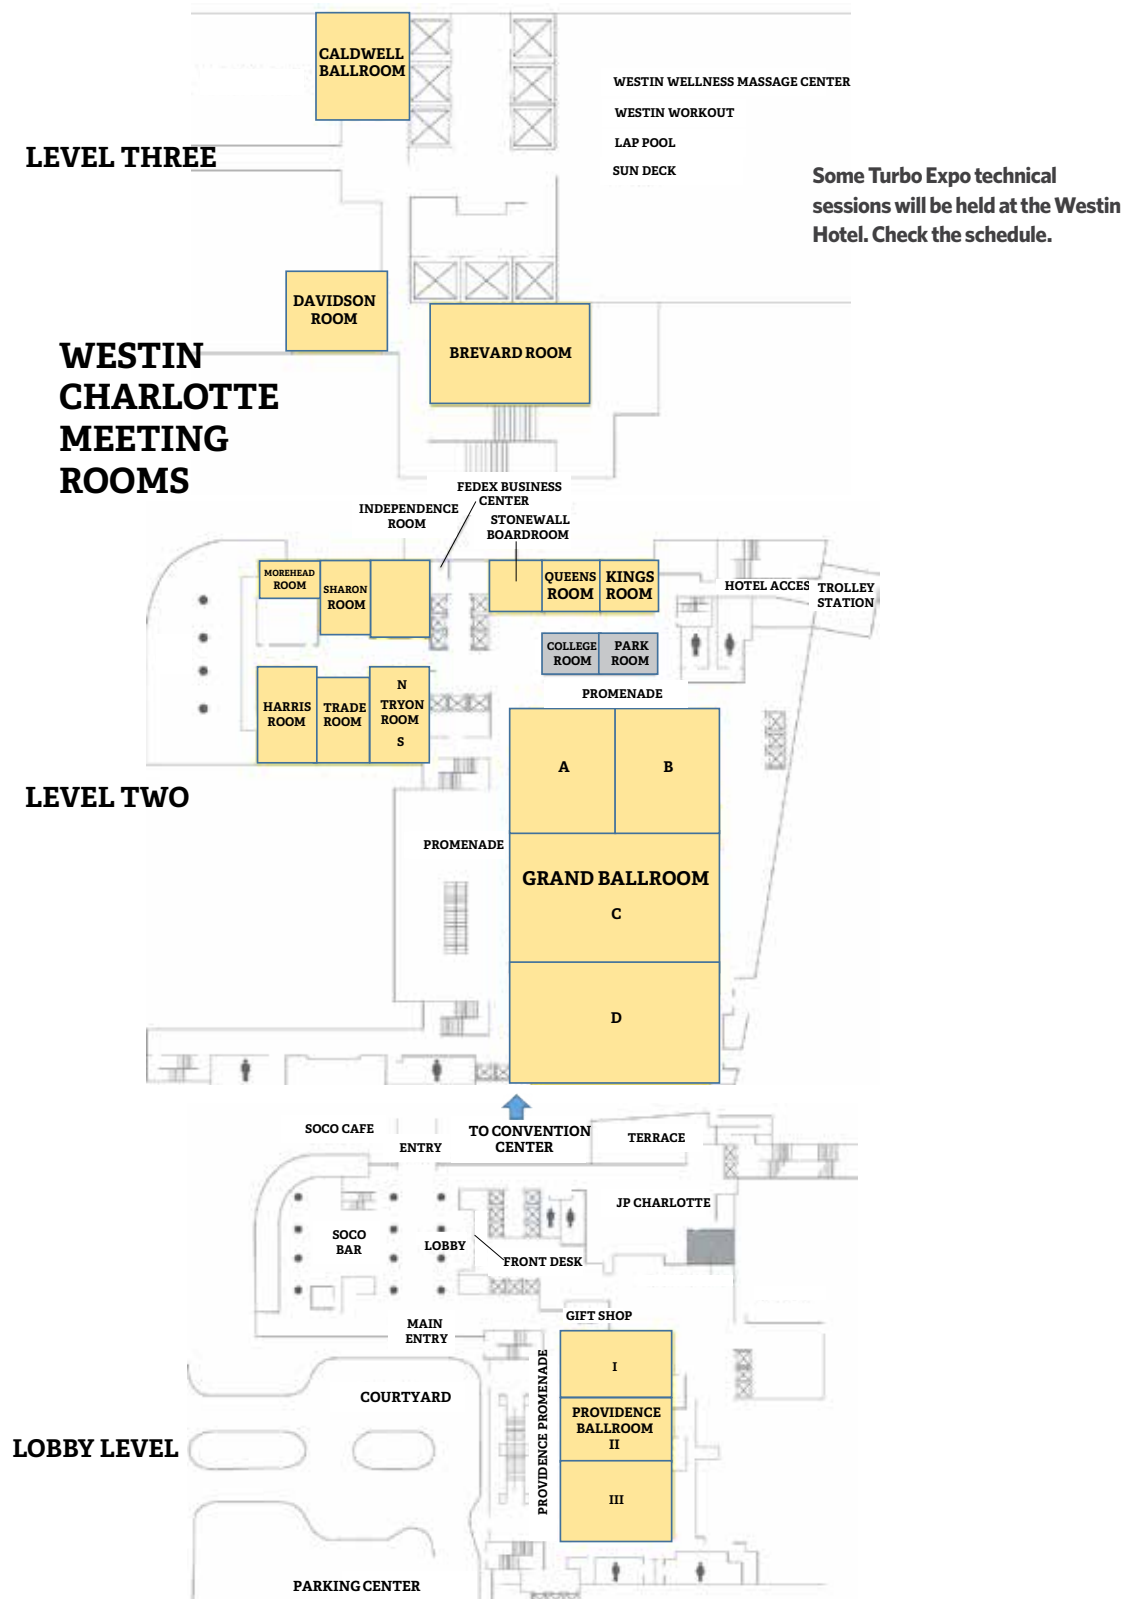 CALDWELL
BALLROOM
WESTIN WELLNESS MASSAGE CENTER
WESTIN WORKOUT
LAP POOL
SUN DECK
LEVEL THREE
Some Turbo Expo technical
sessions will be held at the Westin
Hotel. Check the schedule.
DAVIDSON
ROOM
BREVARD ROOM
WESTIN
CHARLOTTE
MEETING
ROOMS
FEDEX BUSINESS
CENTER
INDEPENDENCE
ROOM
STONEWALL
BOARDROOM
MOREHEAD
ROOM
SHARON
ROOM
QUEENS
ROOM
KINGS
ROOM
HOTEL ACCES
TROLLEY
STATION
COLLEGE
ROOM
PARK
ROOM
PROMENADE
HARRIS
ROOM
TRADE
ROOM
N
TRYON
ROOM
S
A
B
LEVEL TWO
PROMENADE
GRAND BALLROOM
C
D
TO CONVENTION
CENTER
SOCO CAFE
ENTRY
TERRACE
JP CHARLOTTE
SOCO
BAR
LOBBY
FRONT DESK
GIFT SHOP
MAIN
ENTRY
I
COURTYARD
PROVIDENCE PROMENADE
PROVIDENCE
BALLROOM
II
LOBBY LEVEL
III
PARKING CENTER